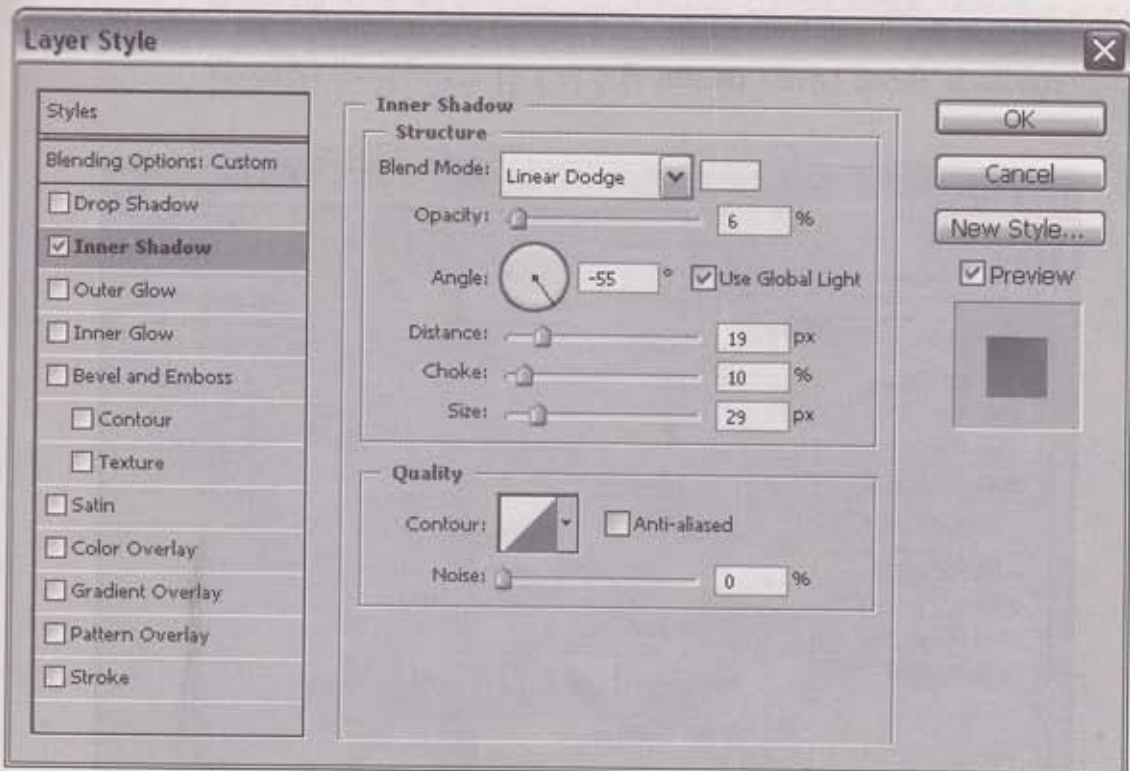 Layer Style
Styles
Blending Options: Custom
Drop Shadow
Inner Shadow
Outer Glow
Inner Glow
Bevel and Emboss
Contour
Texture
Satin
Color Overlay
Gradient Overlay
Pattern Overlay
Stroke
Inner Shadow
Structure
Blend Mode: Linear Dodge
Opacity: 6 %
Angle: -55 ° Use Global Light
Distance: 19 px
Choke: 10 %
Size: 29 px
Quality
Contour: Anti-aliased
Noise: 0 %
OK
Cancel
New Style...
Preview